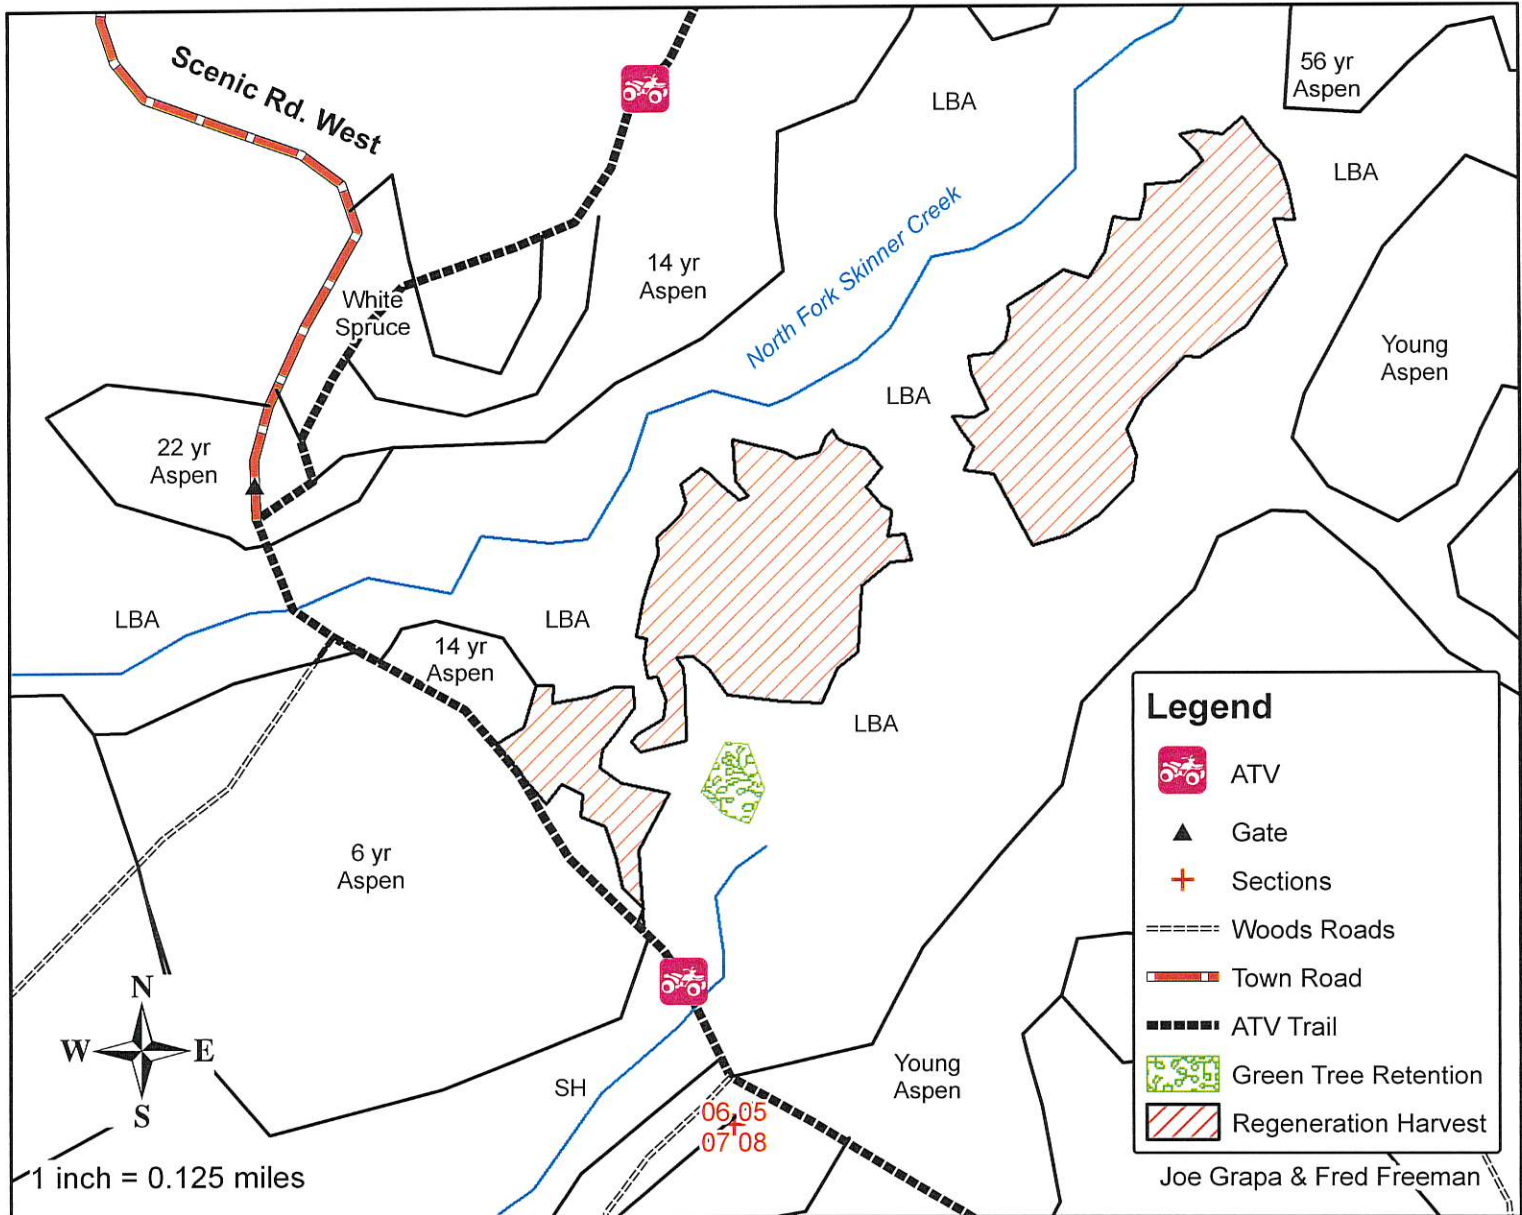 Scenic Rd. West
LBA
56 yr
Aspen
LBA
North Fork Skinner Creek
14 yr
Aspen
White
Spruce
Young
Aspen
LBA
22 yr
Aspen
LBA
LBA
14 yr
Aspen
LBA
6 yr
Aspen
N
W E
S
SH
Young
Aspen
06 05
07 08
1 inch = 0.125 miles
Legend
ATV
Gate
Sections
Woods Roads
Town Road
ATV Trail
Green Tree Retention
Regeneration Harvest
Joe Grapa & Fred Freeman